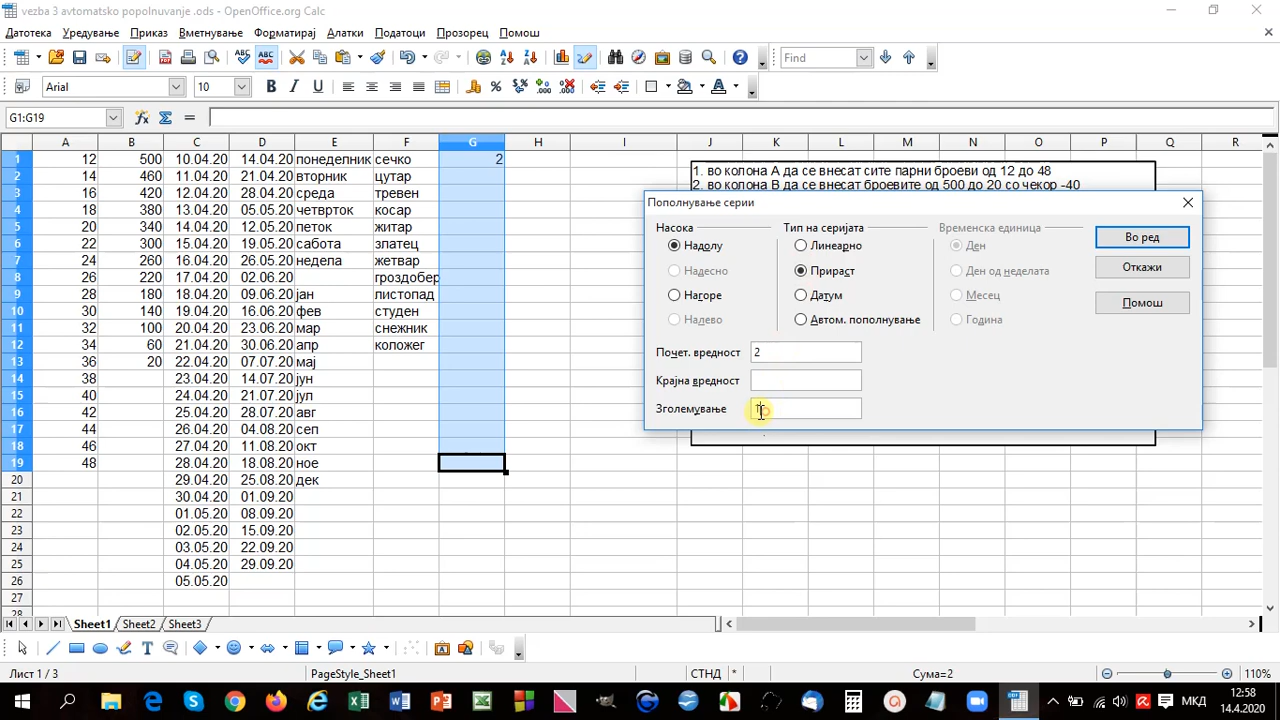 vezba 3 avtomatsko popolnuvanje .ods - OpenOffice.org Calc
Датотека Уредување Приказ Вметнување Форматирај Алатки Податоци Прозорец Помош
Find
Arial 10
G1:G19
A B C D E F G H I J K L M N O P Q R
1 12 500 10.04.20 14.04.20 понеделник сечко 2
1. во колона А да се внесат сите парни броеви од 12 до 48
2 14 460 11.04.20 21.04.20 вторник цутар
2. во колона В да се внесат броевите од 500 до 20 со чекор -40
3 16 420 12.04.20 28.04.20 среда тревен
4 18 380 13.04.20 05.05.20 четврток косар
5 20 340 14.04.20 12.05.20 петок житар
6 22 300 15.04.20 19.05.20 сабота златец
7 24 260 16.04.20 26.05.20 недела жетвар
8 26 220 17.04.20 02.06.20 гроздобер
9 28 180 18.04.20 09.06.20 јан листопад
10 30 140 19.04.20 16.06.20 фев студен
11 32 100 20.04.20 23.06.20 мар снежник
12 34 60 21.04.20 30.06.20 апр коложег
13 36 20 22.04.20 07.07.20 мај
14 38 23.04.20 14.07.20 јун
15 40 24.04.20 21.07.20 јул
16 42 25.04.20 28.07.20 авг
17 44 26.04.20 04.08.20 сеп
18 46 27.04.20 11.08.20 окт
19 48 28.04.20 18.08.20 ное
20 29.04.20 25.08.20 дек
21 30.04.20 01.09.20
22 01.05.20 08.09.20
23 02.05.20 15.09.20
24 03.05.20 22.09.20
25 04.05.20 29.09.20
26 05.05.20
27
28
Пополнување серии
Насока Тип на серијата Временска единица
Надолу Линеарно Ден Во ред
Надесно Прираст Ден од неделата Откажи
Нагоре Датум Месец Помош
Налево Автом. пополнување Година
Почет. вредност 2
Крајна вредност
Зголемување
Sheet1 Sheet2 Sheet3
Лист 1 / 3 PageStyle_Sheet1 СТНД * Сума=2 110%
МКД 12:58
14.4.2020